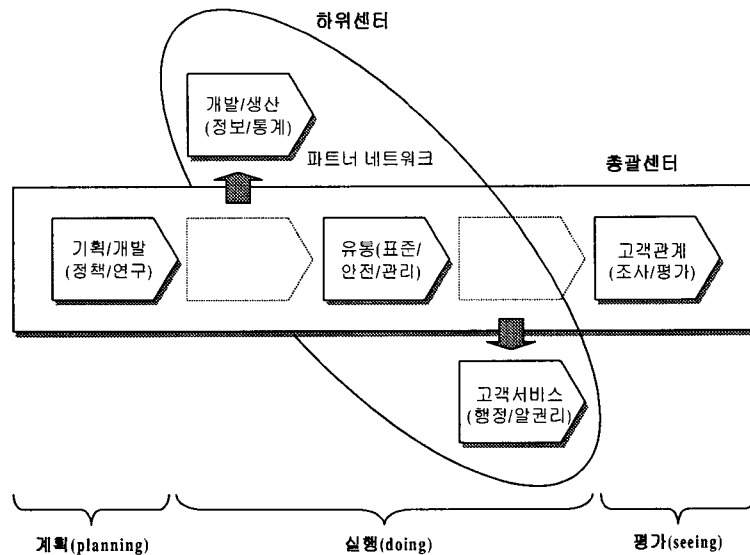 하위센터
개발/생산
(정보/통계)
파트너 네트워크
총괄센터
기획/개발
(정책/연구)
유통(표준/
안전/관리)
고객관계
(조사/평가)
고객서비스
(행정/알권리)
계획(planning)
실행(doing)
평가(seeing)